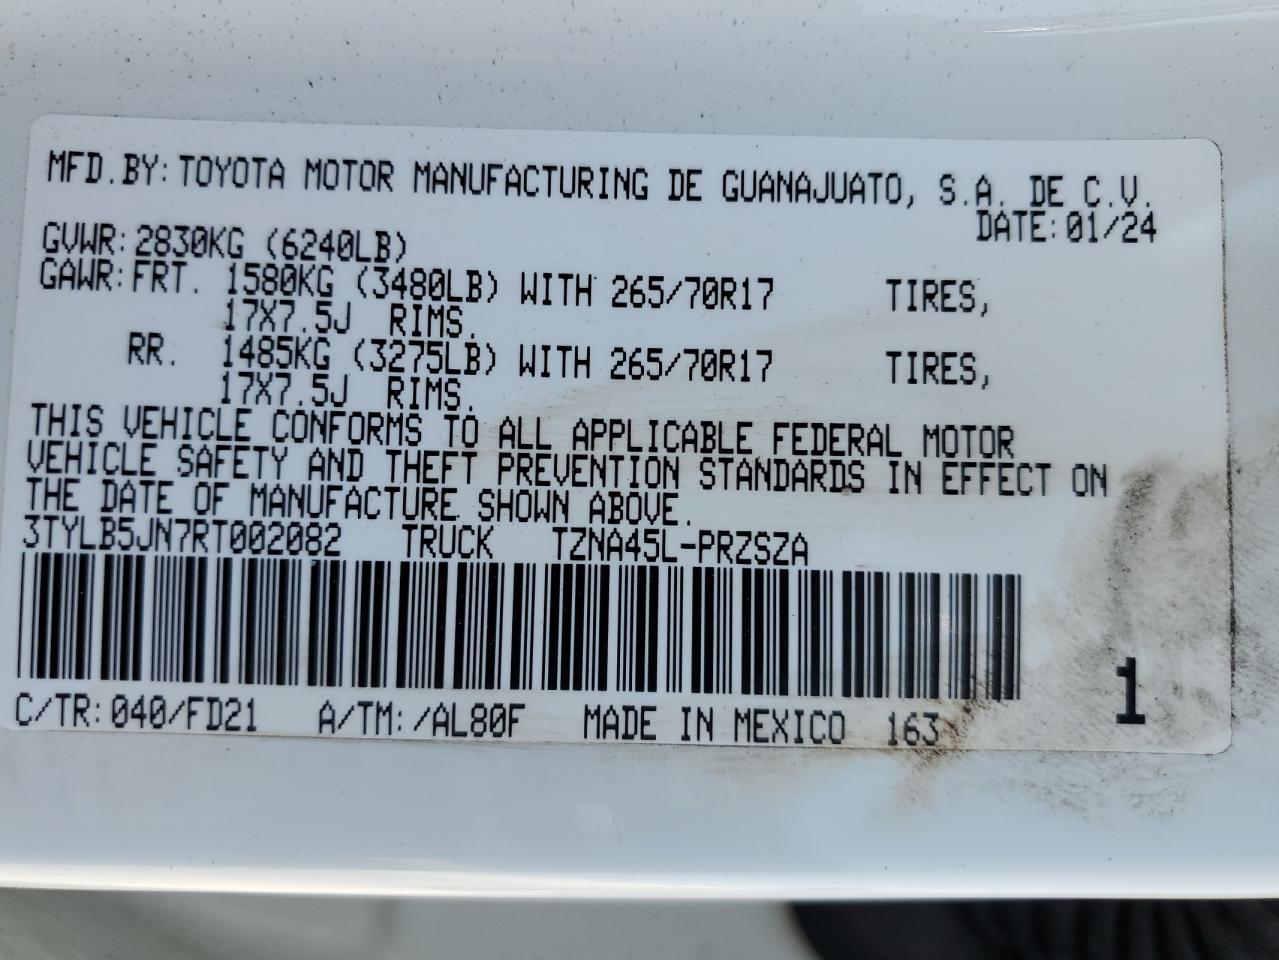 MFD.BY:TOYOTA MOTOR MANUFACTURING DE GUANAJUATO, S.A. DE C.V.
DATE:01/24
GVWR:2830KG (6240LB)
GAWR:FRT. 1580KG (3480LB) WITH 265/70R17 TIRES,
17X7.5J RIMS.
RR. 1485KG (3275LB) WITH 265/70R17 TIRES,
17X7.5J RIMS.
THIS VEHICLE CONFORMS TO ALL APPLICABLE FEDERAL MOTOR
VEHICLE SAFETY AND THEFT PREVENTION STANDARDS IN EFFECT ON
THE DATE OF MANUFACTURE SHOWN ABOVE.
3TYLB5JN7RT002082 TRUCK TZNA45L-PRZSZA
1
C/TR:040/FD21 A/TM:/AL80F MADE IN MEXICO 163